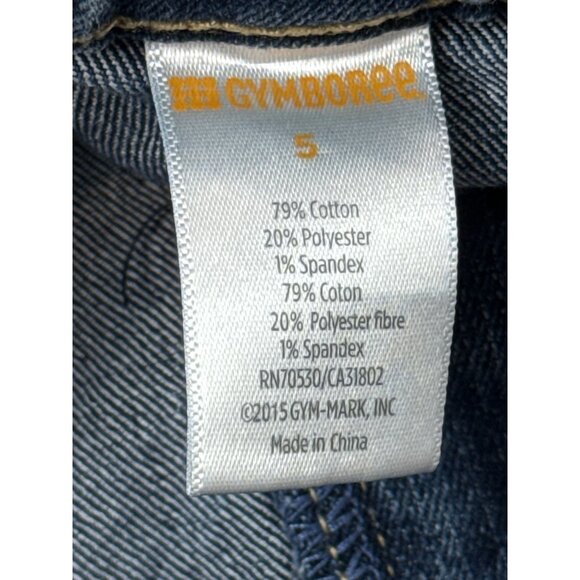 GYMBOREE
5
79% Cotton
20% Polyester
1% Spandex
79% Coton
20% Polyester fibre
1% Spandex
RN70530/CA31802
©2015 GYM-MARK, INC
Made in China